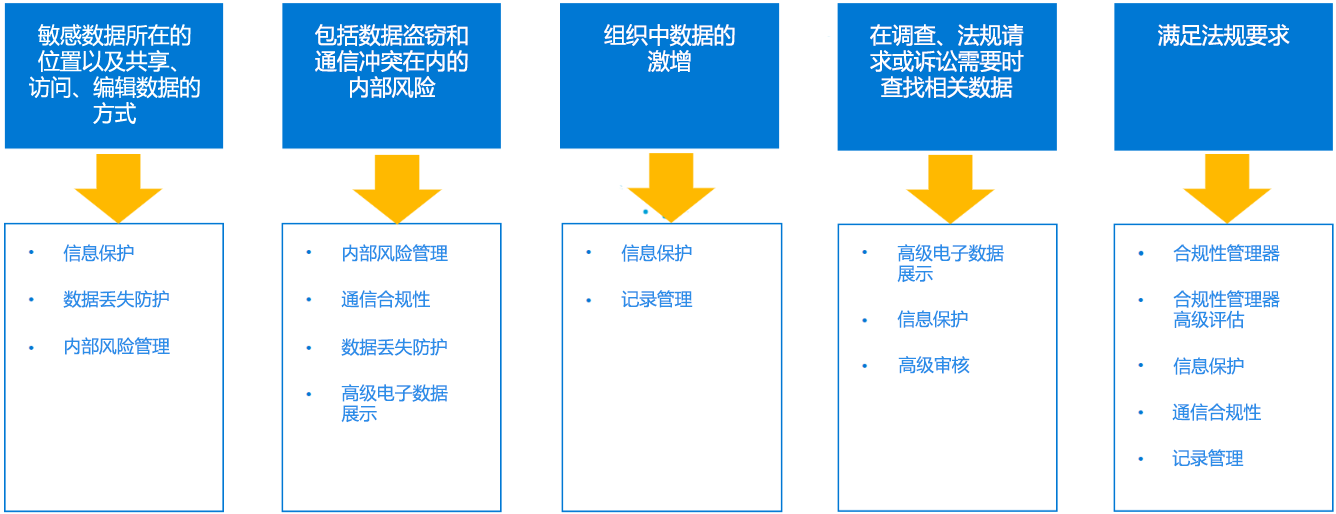 敏感数据所在的
位置以及共享、
访问、编辑数据的
方式
包括数据盗窃和
通信冲突在内的
内部风险
组织中数据的
激增
在调查、法规请
求或诉讼需要时
查找相关数据
满足法规要求
• 信息保护
• 数据丢失防护
• 内部风险管理
• 内部风险管理
• 通信合规性
• 数据丢失防护
• 高级电子数据
展示
• 信息保护
• 记录管理
• 高级电子数据
展示
• 信息保护
• 高级审核
• 合规性管理器
• 合规性管理器
高级评估
• 信息保护
• 通信合规性
• 记录管理